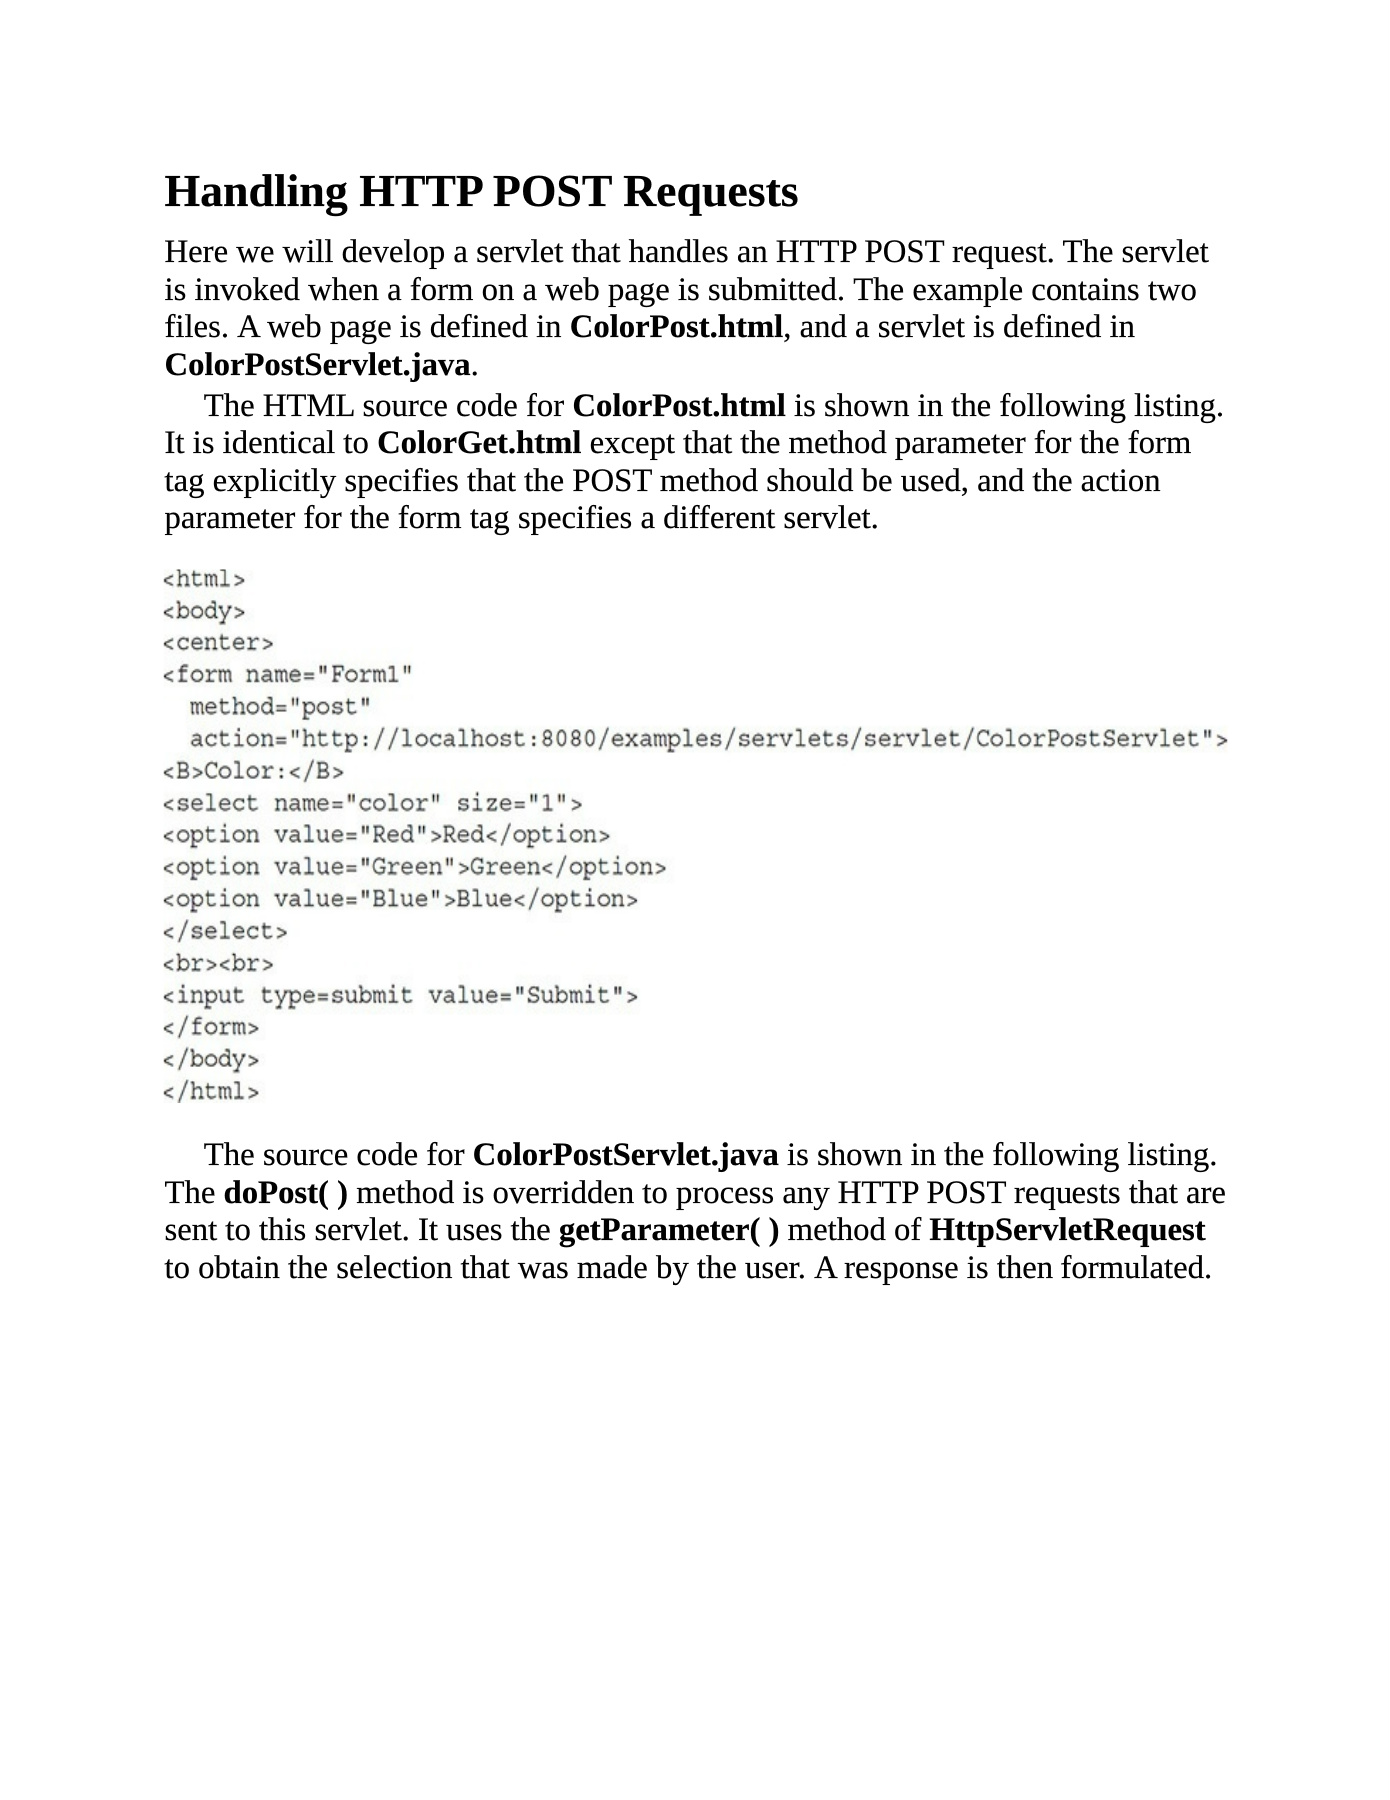 Handling HTTP POST Requests
Here we will develop a servlet that handles an HTTP POST request. The servlet
is invoked when a form on a web page is submitted. The example contains two
files. A web page is defined in ColorPost.html, and a servlet is defined in
ColorPostServlet.java.
The HTML source code for ColorPost.html is shown in the following listing.
It is identical to ColorGet.html except that the method parameter for the form
tag explicitly specifies that the POST method should be used, and the action
parameter for the form tag specifies a different servlet.
<html>
<body>
<center>
<form name="Form1"
  method="post"
  action="http://localhost:8080/examples/servlets/servlet/ColorPostServlet">
<B>Color:</B>
<select name="color" size="1">
<option value="Red">Red</option>
<option value="Green">Green</option>
<option value="Blue">Blue</option>
</select>
<br><br>
<input type=submit value="Submit">
</form>
</body>
</html>
The source code for ColorPostServlet.java is shown in the following listing.
The doPost( ) method is overridden to process any HTTP POST requests that are
sent to this servlet. It uses the getParameter( ) method of HttpServletRequest
to obtain the selection that was made by the user. A response is then formulated.